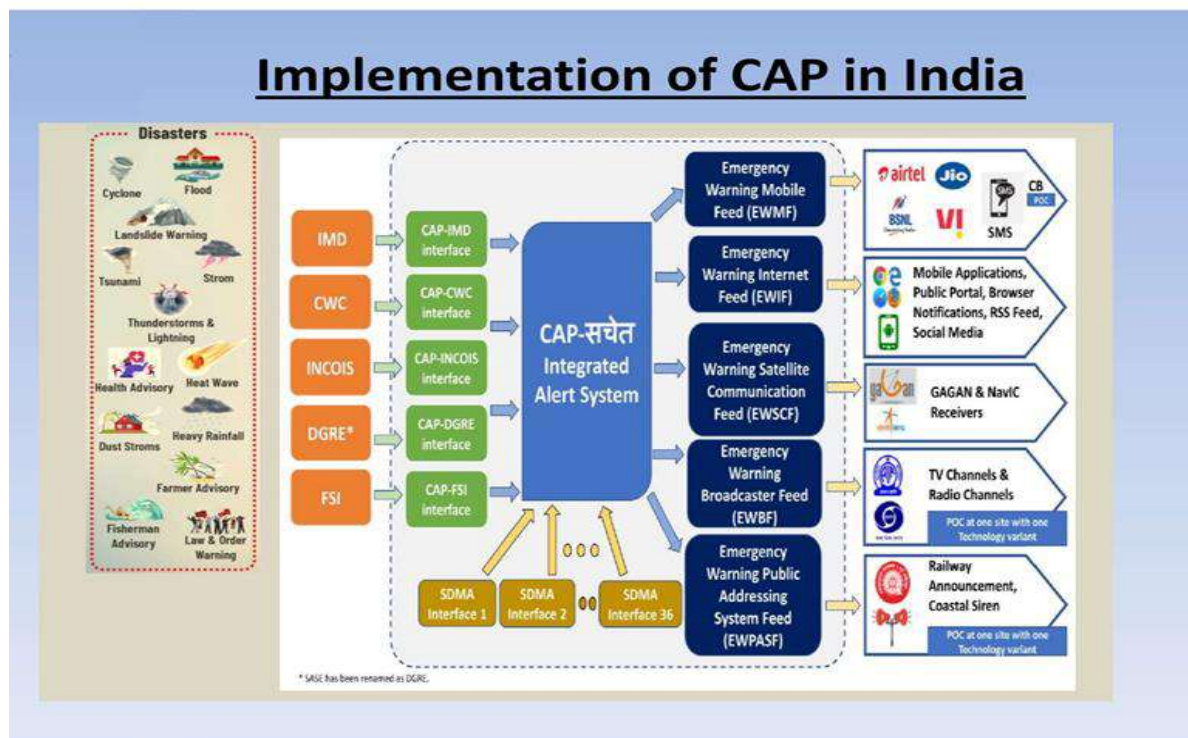 Implementation of CAP in India
Disasters
Cyclone
Flood
Landslide Warning
Tsunami
Strom
Thunderstorms &
Lightning
Health Advisory
Heat Wave
Dust Stroms
Heavy Rainfall
Farmer Advisory
Fisherman
Advisory
Law & Order
Warning
IMD
CWC
INCOIS
DGRE*
FSI
CAP-IMD
interface
CAP-CWC
interface
CAP-INCOIS
interface
CAP-DGRE
interface
CAP-FSI
interface
CAP-सचेत
Integrated
Alert System
SDMA
Interface 1
SDMA
Interface 2
SDMA
Interface 36
Emergency
Warning Mobile
Feed (EWMF)
Emergency
Warning Internet
Feed (EWIF)
Emergency
Warning Satellite
Communication
Feed (EWSCF)
Emergency
Warning
Broadcaster Feed
(EWBF)
Emergency
Warning Public
Addressing
System Feed
(EWPASF)
airtel
Jio
BSNL
VI
SMS
SMS
CB
POC
Mobile Applications,
Public Portal, Browser
Notifications, RSS Feed,
Social Media
gagan
GAGAN & NavIC
Receivers
TV Channels &
Radio Channels
POC at one site with one
Technology variant
Railway
Announcement,
Coastal Siren
POC at one site with one
Technology variant
* SASE has been renamed as DGRE.